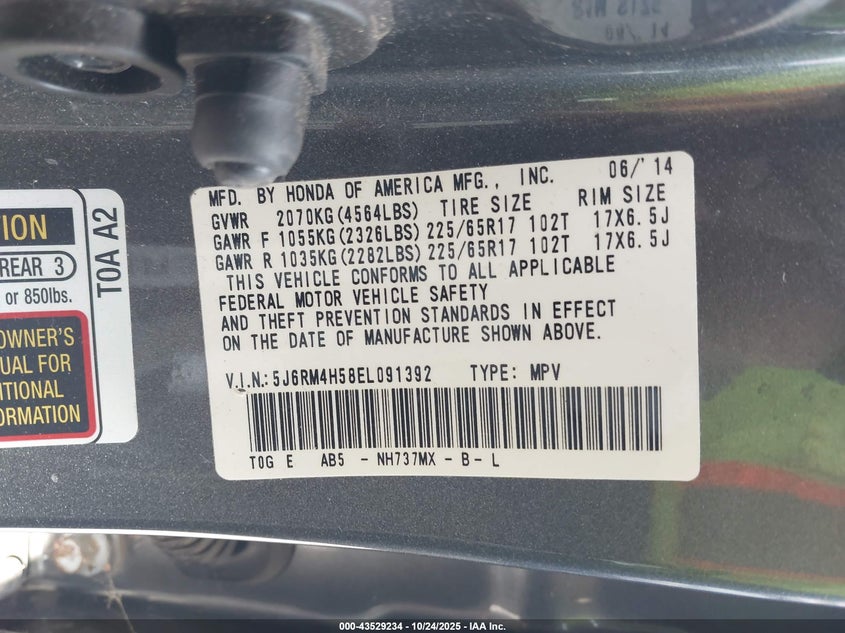 MFD. BY HONDA OF AMERICA MFG., INC. 06/'14
GVWR 2070KG(4564LBS) TIRE SIZE RIM SIZE
GAWR F 1055KG(2326LBS) 225/65R17 102T 17X6.5J
GAWR R 1035KG(2282LBS) 225/65R17 102T 17X6.5J
THIS VEHICLE CONFORMS TO ALL APPLICABLE
FEDERAL MOTOR VEHICLE SAFETY
AND THEFT PREVENTION STANDARDS IN EFFECT
ON THE DATE OF MANUFACTURE SHOWN ABOVE.
V.I.N.: 5J6RM4H58EL091392 TYPE: MPV
T0G E AB5 - NH737MX - B - L
REAR 3
or 850lbs.
OWNER'S
FOR
T0A A2
000-43529234 - 10/24/2025 - IAA Inc.